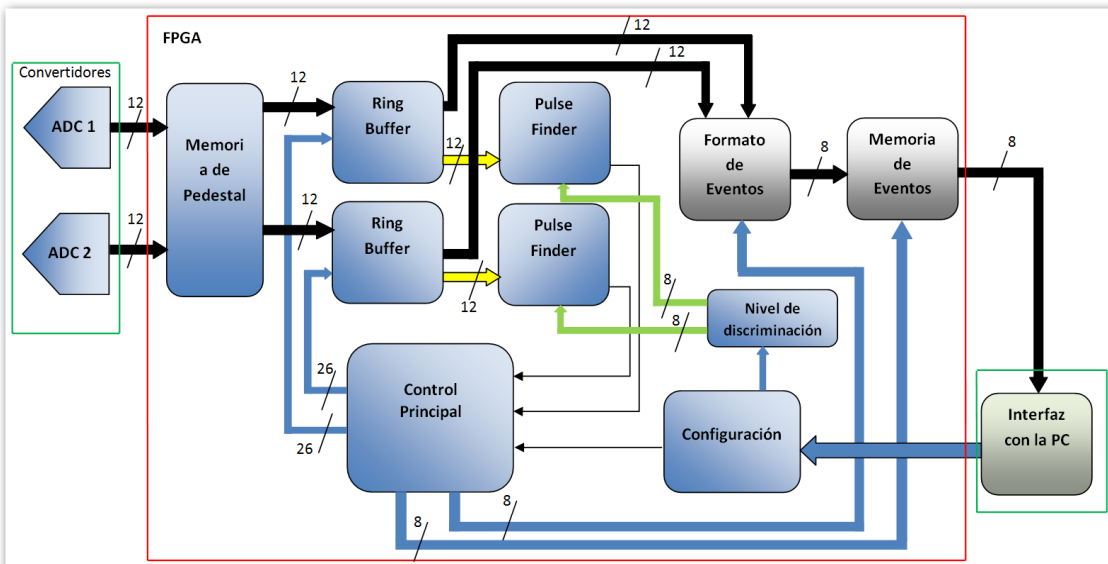 FPGA
12
12
Convertidores
12
ADC 1
12
Memori
a de
Pedestal
Ring
Buffer
12
Pulse
Finder
Formato
de
Eventos
8
Memoria
de
Eventos
8
12
ADC 2
12
Ring
Buffer
12
Pulse
Finder
8
8
Nivel de
discriminación
26
26
Control
Principal
Configuración
Interfaz
con la PC
8
8